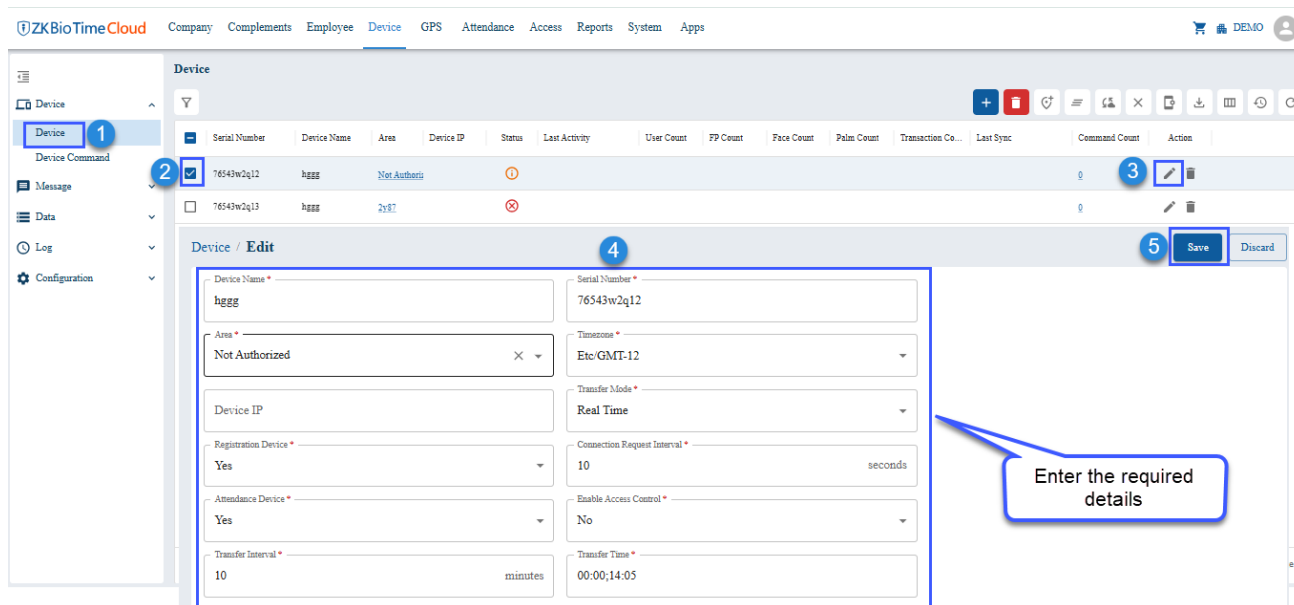 ZKBioTime Cloud Company Complements Employee Device GPS Attendance Access Reports System Apps DEMO
Device
Device
1 Device
Device Command
Message
Data
Log
Configuration
Serial Number Device Name Area Device IP Status Last Activity User Count FP Count Face Count Palm Count Transaction Co... Last Sync Command Count Action
2 76543w2q12 hggg Not Authoriz 0 3
76543w2q13 hggg 2y87 0
Device / Edit 4 5 Save Discard
Device Name * Serial Number *
hggg 76543w2q12
Area * Timezone *
Not Authorized Etc/GMT-12
Transfer Mode *
Device IP Real Time
Registration Device * Connection Request Interval *
Yes 10 seconds
Attendance Device * Enable Access Control *
Yes No
Transfer Interval * Transfer Time *
10 minutes 00:00;14:05
Enter the required
details